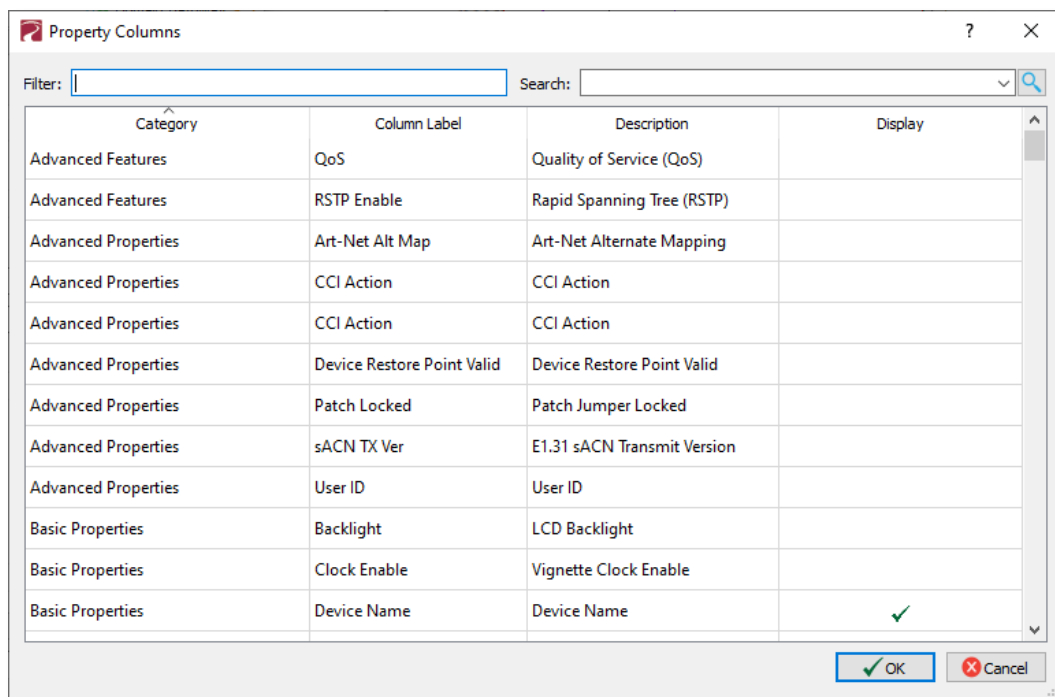 Property Columns
?
Filter:
Search:
Category Column Label Description Display
Advanced Features QoS Quality of Service (QoS)
Advanced Features RSTP Enable Rapid Spanning Tree (RSTP)
Advanced Properties Art-Net Alt Map Art-Net Alternate Mapping
Advanced Properties CCI Action CCI Action
Advanced Properties CCI Action CCI Action
Advanced Properties Device Restore Point Valid Device Restore Point Valid
Advanced Properties Patch Locked Patch Jumper Locked
Advanced Properties sACN TX Ver E1.31 sACN Transmit Version
Advanced Properties User ID User ID
Basic Properties Backlight LCD Backlight
Basic Properties Clock Enable Vignette Clock Enable
Basic Properties Device Name Device Name
OK Cancel